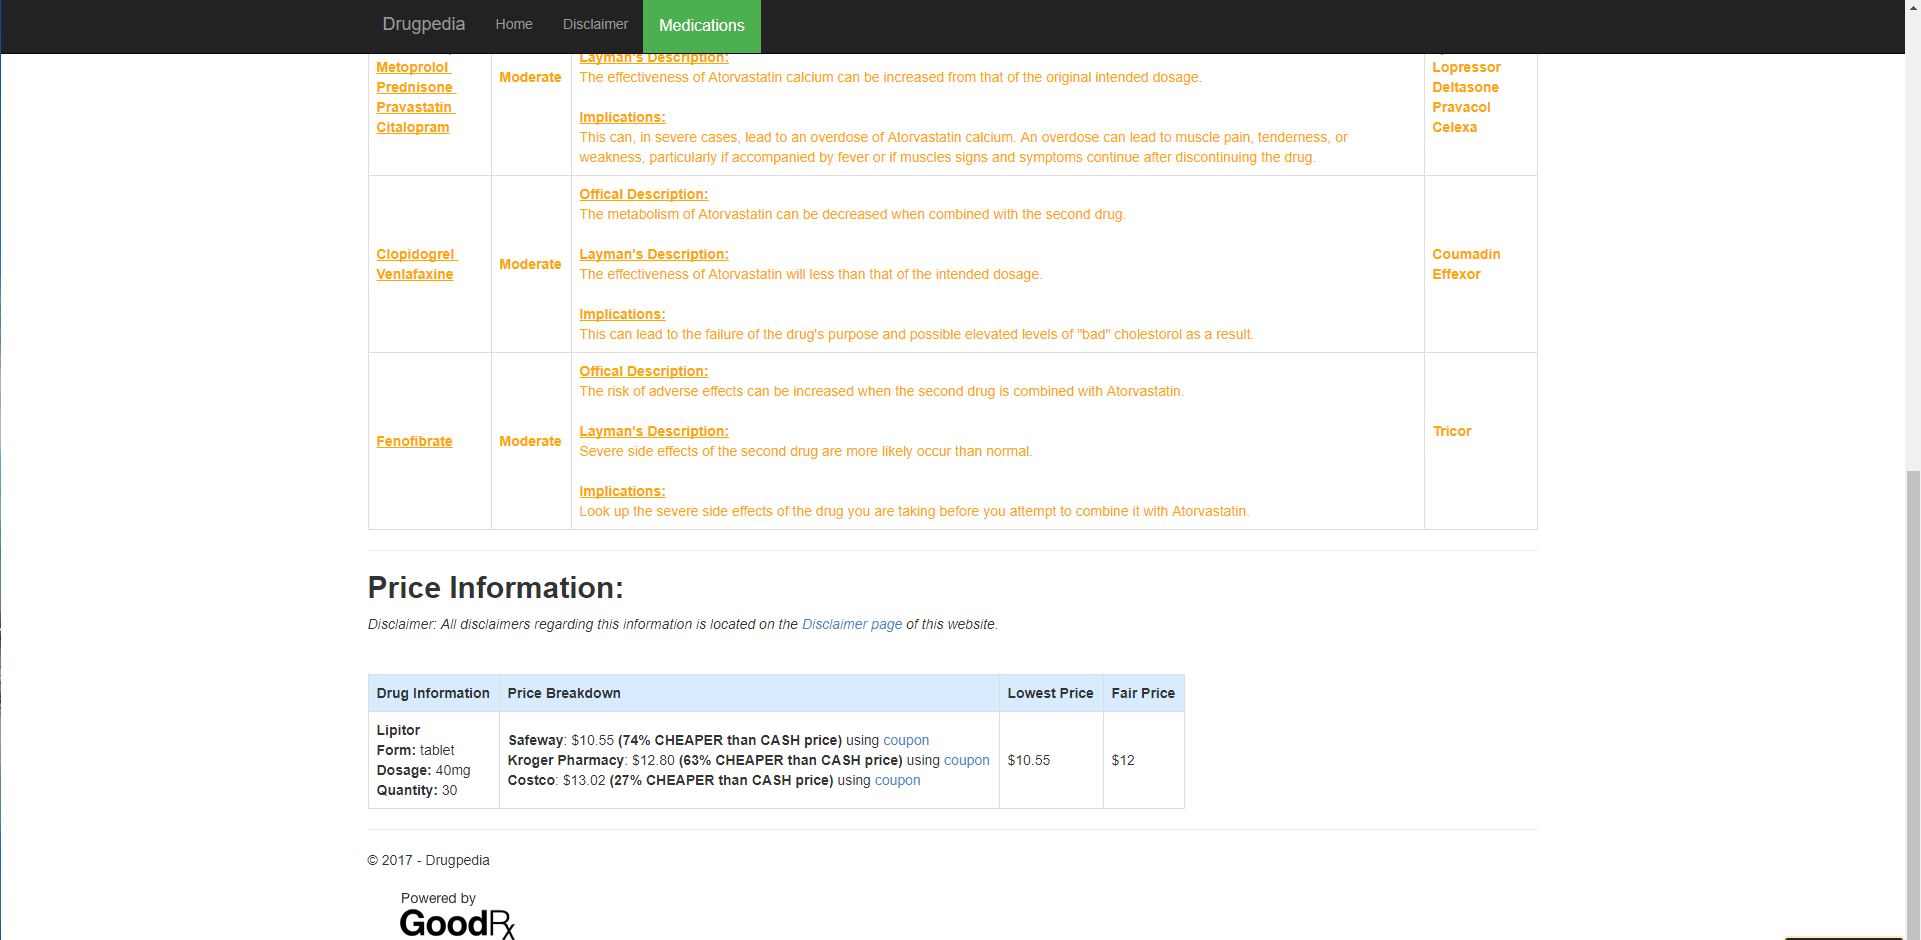 Drugpedia Home Disclaimer Medications
Layman's Description:
Metoprolol
Prednisone
Pravastatin
Citalopram
Moderate
The effectiveness of Atorvastatin calcium can be increased from that of the original intended dosage.
Implications:
This can, in severe cases, lead to an overdose of Atorvastatin calcium. An overdose can lead to muscle pain, tenderness, or
weakness, particularly if accompanied by fever or if muscles signs and symptoms continue after discontinuing the drug.
Lopressor
Deltasone
Pravacol
Celexa
Clopidogrel
Venlafaxine
Moderate
Offical Description:
The metabolism of Atorvastatin can be decreased when combined with the second drug.
Layman's Description:
The effectiveness of Atorvastatin will less than that of the intended dosage.
Implications:
This can lead to the failure of the drug's purpose and possible elevated levels of "bad" cholestorol as a result.
Coumadin
Effexor
Fenofibrate
Moderate
Offical Description:
The risk of adverse effects can be increased when the second drug is combined with Atorvastatin.
Layman's Description:
Severe side effects of the second drug are more likely occur than normal.
Implications:
Look up the severe side effects of the drug you are taking before you attempt to combine it with Atorvastatin.
Tricor
Price Information:
Disclaimer: All disclaimers regarding this information is located on the Disclaimer page of this website.
Drug Information Price Breakdown Lowest Price Fair Price
Lipitor
Form: tablet
Dosage: 40mg
Quantity: 30
Safeway: $10.55 (74% CHEAPER than CASH price) using coupon
Kroger Pharmacy: $12.80 (63% CHEAPER than CASH price) using coupon
Costco: $13.02 (27% CHEAPER than CASH price) using coupon
$10.55
$12
© 2017 - Drugpedia
Powered by
GoodRx